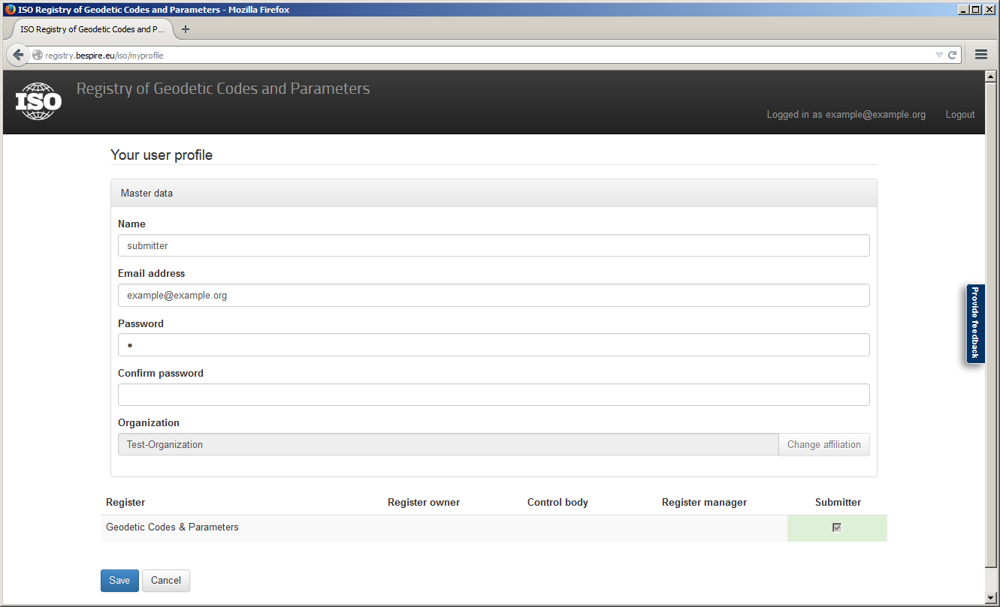 ISO Registry of Geodetic Codes and Parameters - Mozilla Firefox
ISO Registry of Geodetic Codes and P...
registry.bespire.eu/iso/myprofile
ISO
Registry of Geodetic Codes and Parameters
Logged in as example@example.org Logout
Your user profile
Master data
Name
submitter
Email address
example@example.org
Password
Confirm password
Organization
Test-Organization Change affiliation
Provide feedback
Register Register owner Control body Register manager Submitter
Geodetic Codes & Parameters
Save Cancel